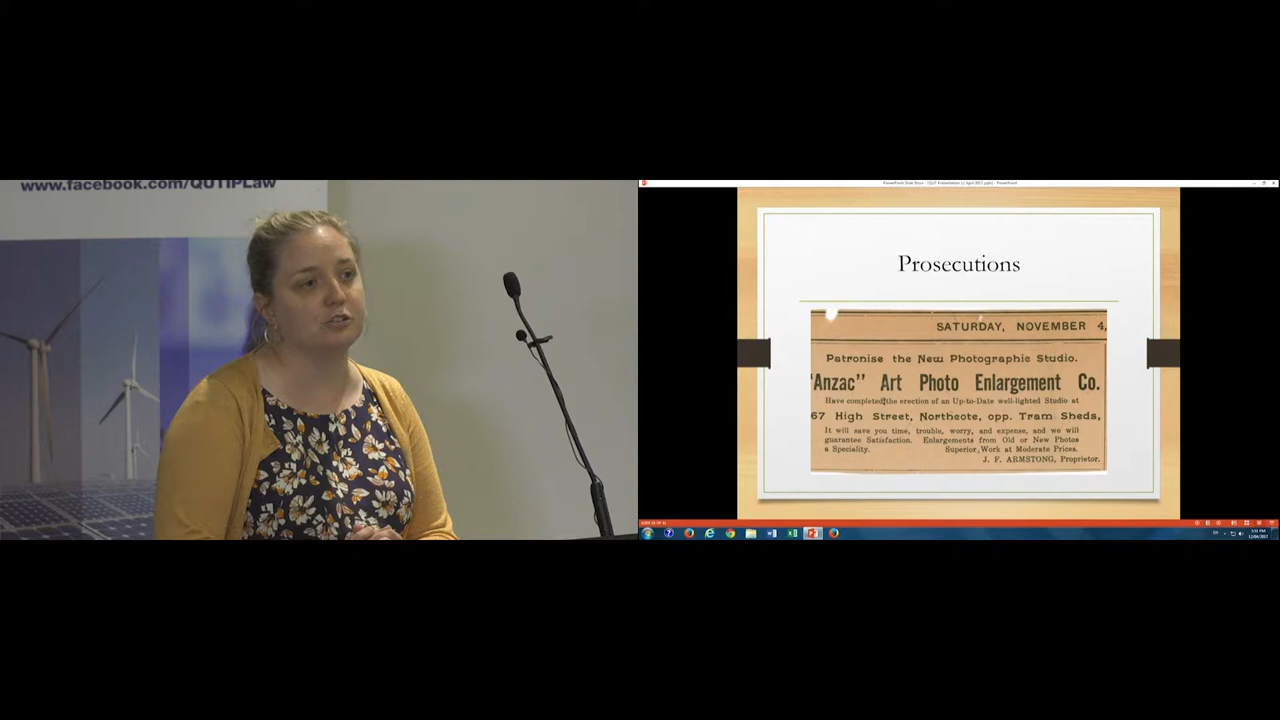 www.facebook.com/QUTIPLaw
Prosecutions
SATURDAY, NOVEMBER 4,
Patronise the New Photographic Studio.
"Anzac" Art Photo Enlargement Co.
Have completed the erection of an Up-to-Date well-lighted Studio at
67 High Street, Northcote, opp. Tram Sheds,
It will save you time, trouble, worry, and expense, and we will
guarantee Satisfaction. Enlargements from Old or New Photos
a Speciality. Superior Work at Moderate Prices.
J. F. ARMSTONG, Proprietor.